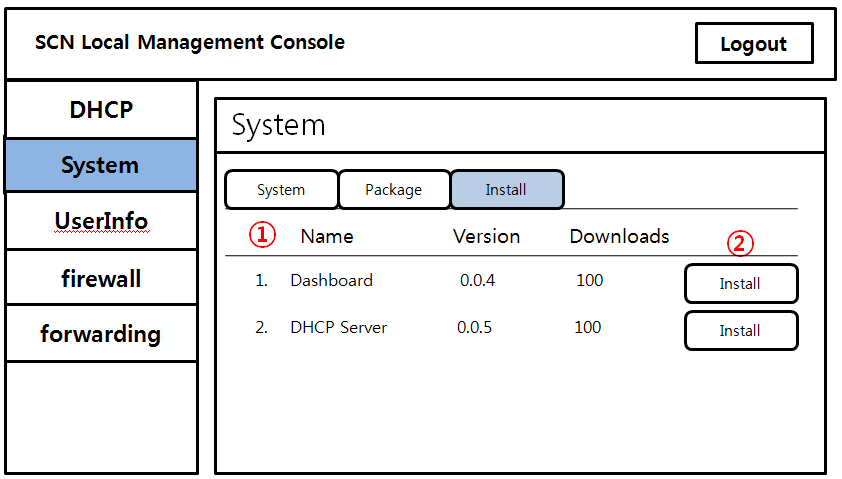 SCN Local Management Console
Logout
DHCP
System
UserInfo
firewall
forwarding
System
System Package Install
① Name Version Downloads ②
1. Dashboard 0.0.4 100 Install
2. DHCP Server 0.0.5 100 Install